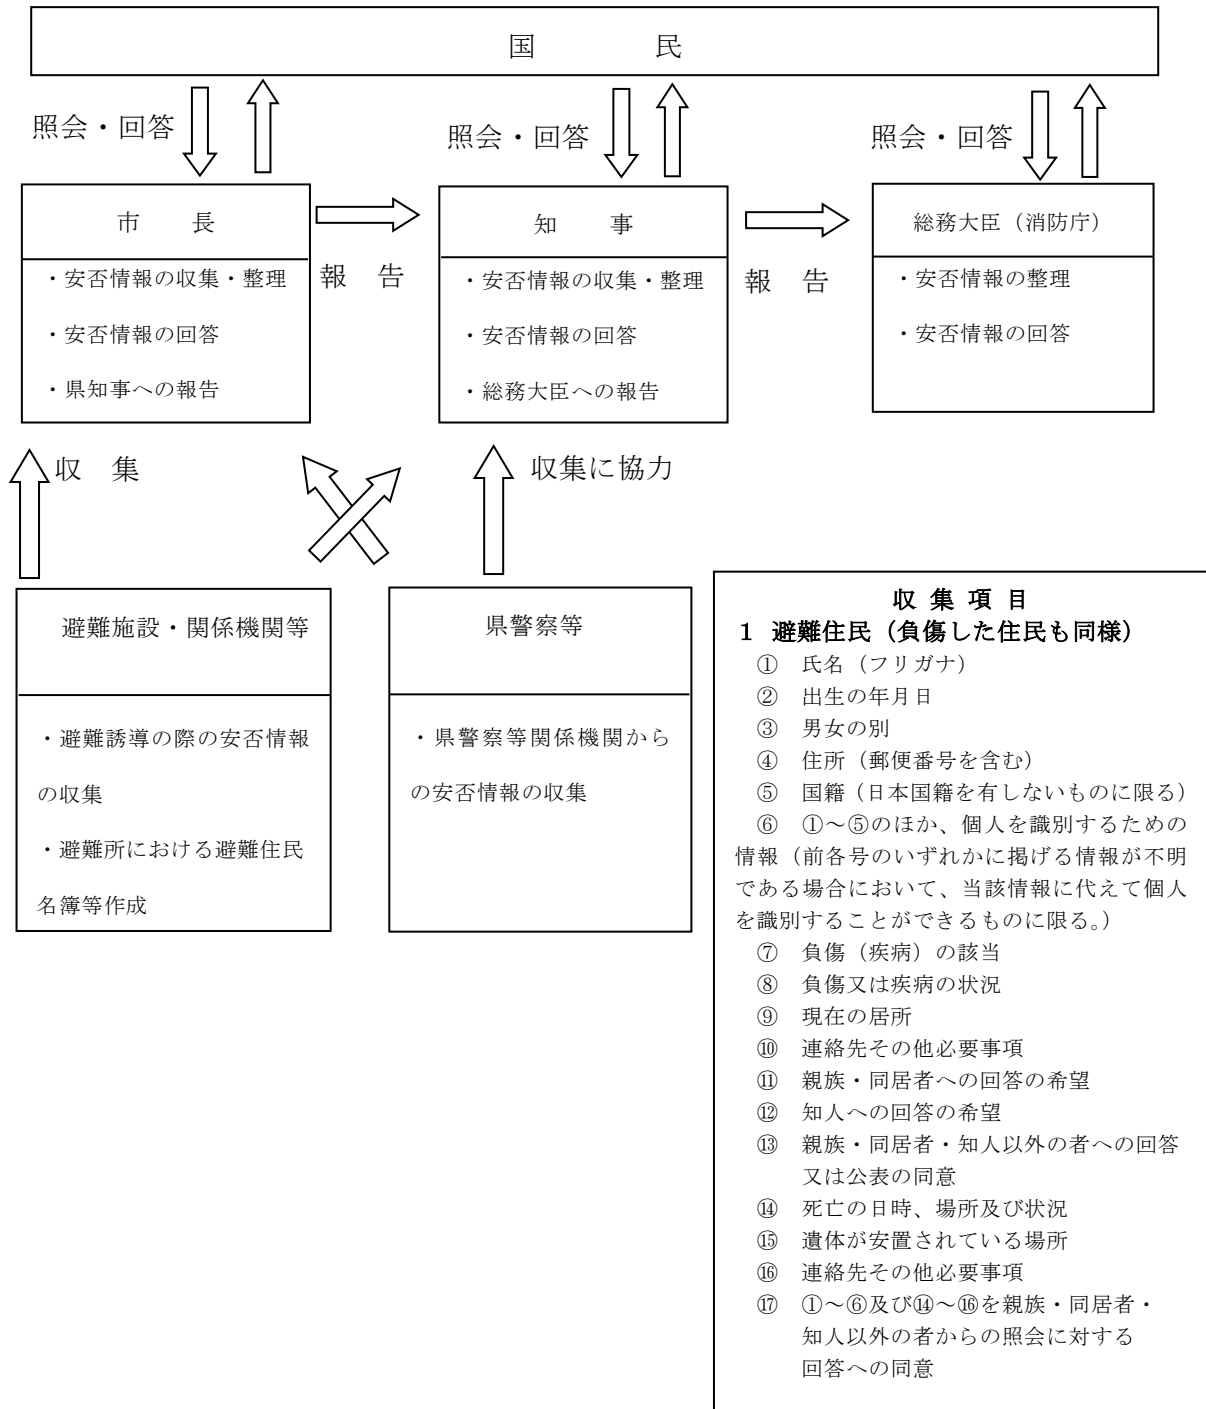 国　　　民
照会・回答
照会・回答
照会・回答
市　　長
・安否情報の収集・整理
・安否情報の回答
・県知事への報告
報　告
知　　事
・安否情報の収集・整理
・安否情報の回答
・総務大臣への報告
報　告
総務大臣（消防庁）
・安否情報の整理
・安否情報の回答
収　集
収集に協力
避難施設・関係機関等
・避難誘導の際の安否情報
の収集
・避難所における避難住民
名簿等作成
県警察等
・県警察等関係機関から
の安否情報の収集
収 集 項 目
１ 避難住民（負傷した住民も同様）
①　氏名（フリガナ）
②　出生の年月日
③　男女の別
④　住所（郵便番号を含む）
⑤　国籍（日本国籍を有しないものに限る）
⑥　①～⑤のほか、個人を識別するための
情報（前各号のいずれかに掲げる情報が不明
である場合において、当該情報に代えて個人
を識別することができるものに限る。）
⑦　負傷（疾病）の該当
⑧　負傷又は疾病の状況
⑨　現在の居所
⑩　連絡先その他必要事項
⑪　親族・同居者への回答の希望
⑫　知人への回答の希望
⑬　親族・同居者・知人以外の者への回答
又は公表の同意
⑭　死亡の日時、場所及び状況
⑮　遺体が安置されている場所
⑯　連絡先その他必要事項
⑰　①～⑥及び⑭～⑯を親族・同居者・
知人以外の者からの照会に対する
回答への同意